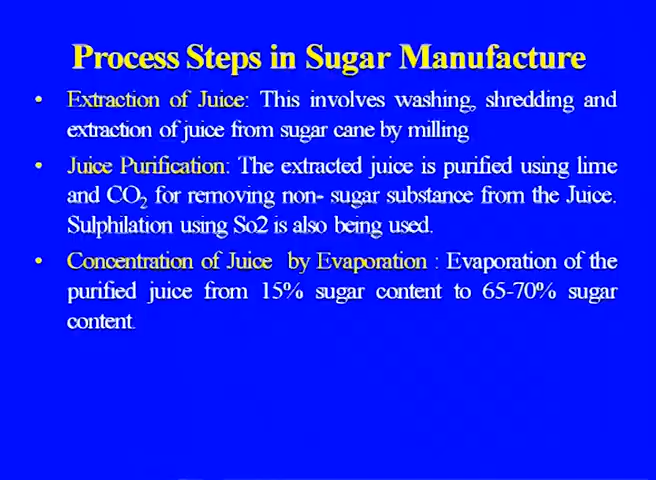 Process Steps in Sugar Manufacture
• Extraction of Juice: This involves washing, shredding and
extraction of juice from sugar cane by milling
• Juice Purification: The extracted juice is purified using lime
and CO₂ for removing non- sugar substance from the Juice.
Sulphilation using So2 is also being used.
• Concentration of Juice by Evaporation : Evaporation of the
purified juice from 15% sugar content to 65-70% sugar
content.